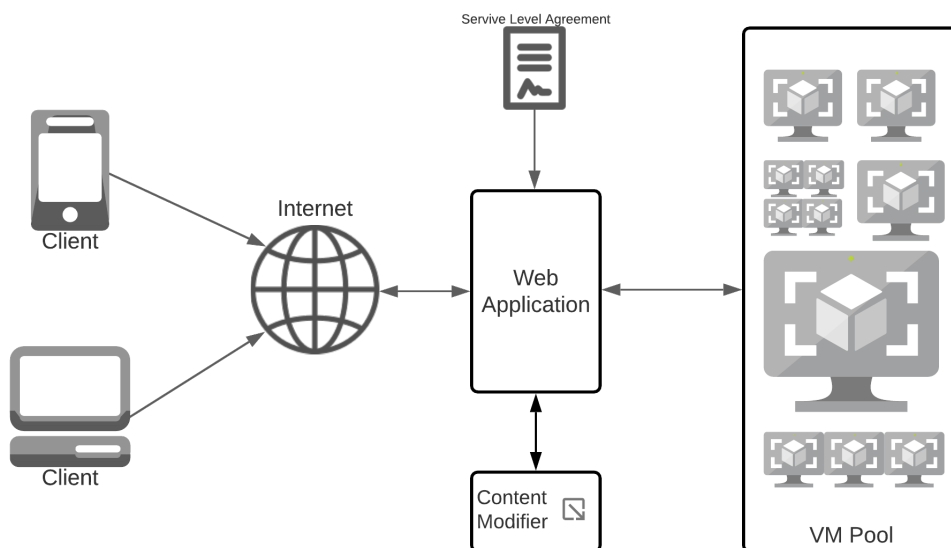 Servive Level Agreement
Client
Internet
Web
Application
Client
Content
Modifier
VM Pool